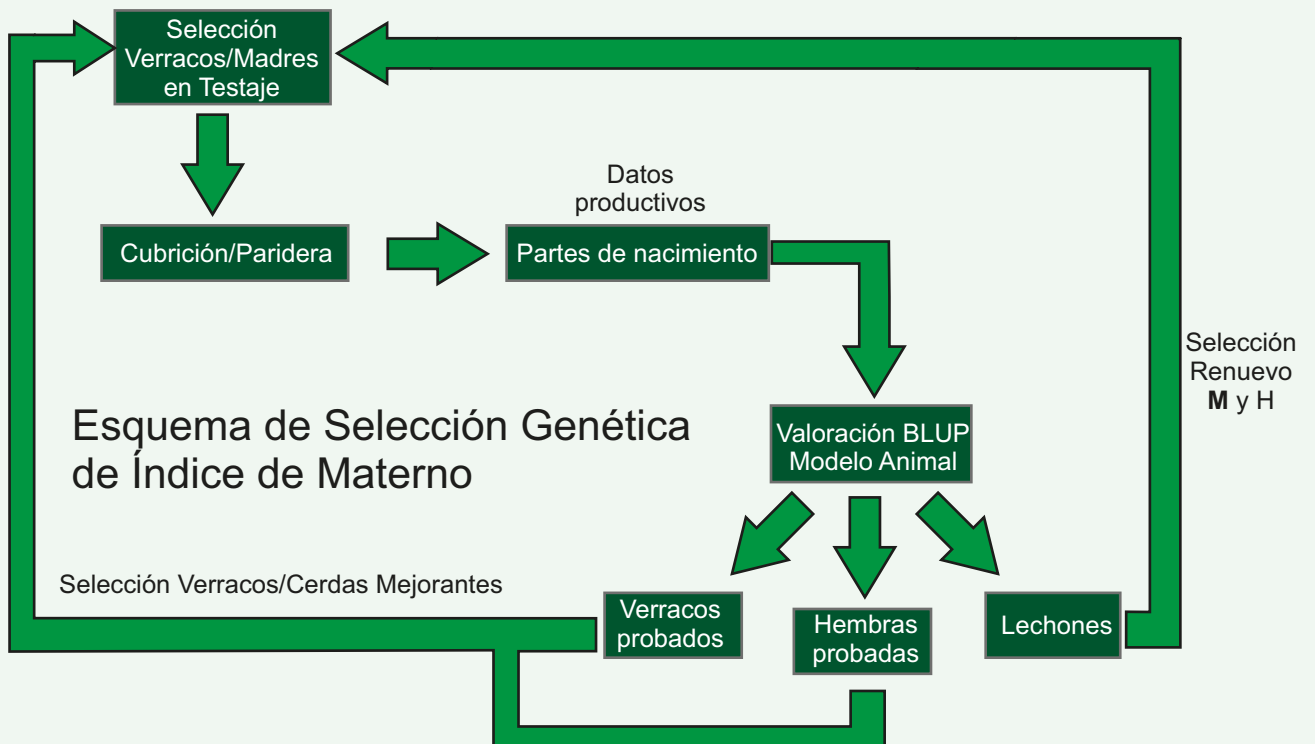 Selección
Verracos/Madres
en Testaje
Datos
productivos
Cubrición/Paridera
Partes de nacimiento
Selección
Renuevo
M y H
Esquema de Selección Genética
de Índice de Materno
Valoración BLUP
Modelo Animal
Selección Verracos/Cerdas Mejorantes
Verracos
probados
Hembras
probadas
Lechones